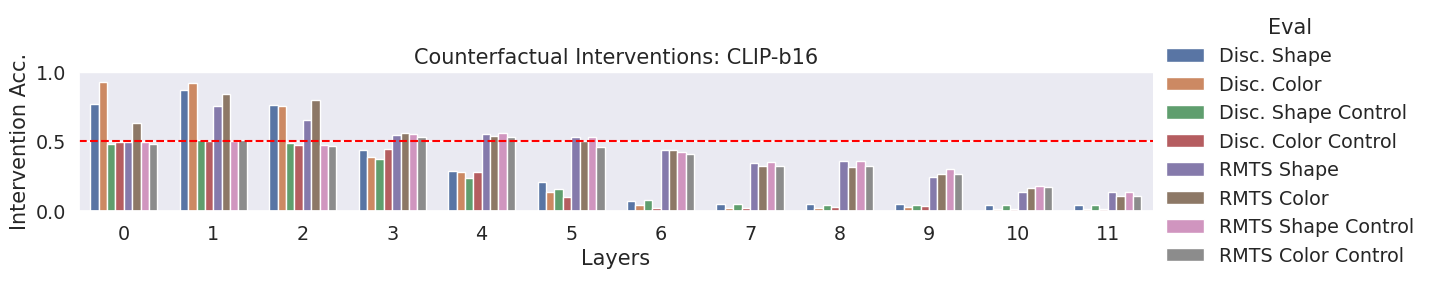 Counterfactual Interventions: CLIP-b16
Intervention Acc.
1.0
0.5
0.0
0 1 2 3 4 5 6 7 8 9 10 11
Layers
Eval
Disc. Shape
Disc. Color
Disc. Shape Control
Disc. Color Control
RMTS Shape
RMTS Color
RMTS Shape Control
RMTS Color Control